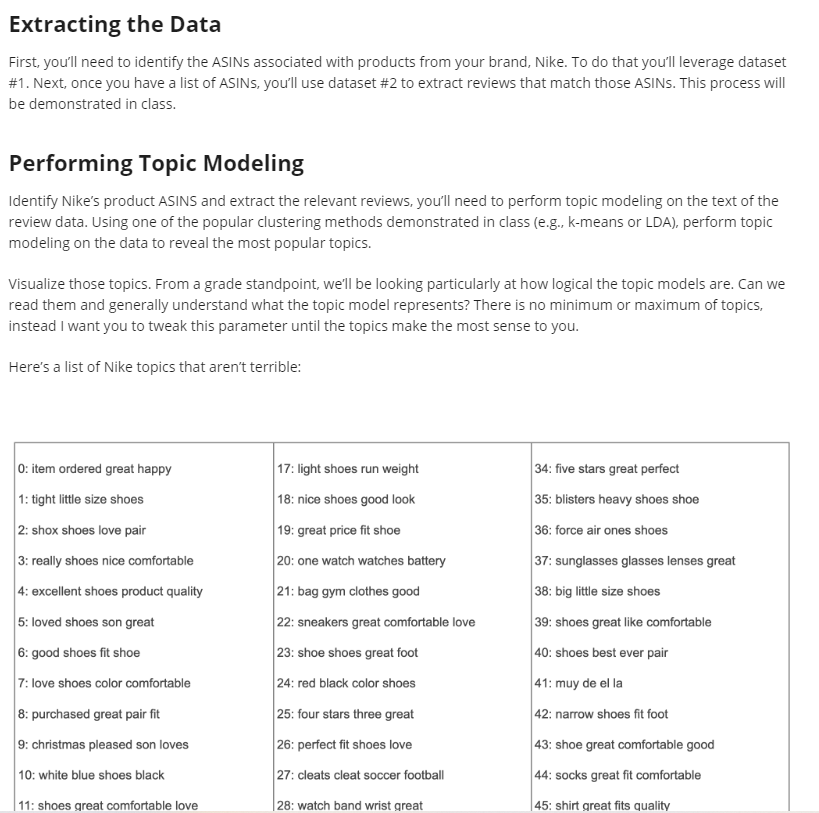 Extracting the Data
First, you'll need to identify the ASINs associated with products from your brand, Nike. To do that you'll leverage dataset
#1. Next, once you have a list of ASINs, you'll use dataset #2 to extract reviews that match those ASINs. This process will
be demonstrated in class.
Performing Topic Modeling
Identify Nike's product ASINS and extract the relevant reviews, you'll need to perform topic modeling on the text of the
review data. Using one of the popular clustering methods demonstrated in class (e.g., k-means or LDA), perform topic
modeling on the data to reveal the most popular topics.
Visualize those topics. From a grade standpoint, we'll be looking particularly at how logical the topic models are. Can we
read them and generally understand what the topic model represents? There is no minimum or maximum of topics,
instead I want you to tweak this parameter until the topics make the most sense to you.
Here's a list of Nike topics that aren't terrible:
0: item ordered great happy
1: tight little size shoes
2: shox shoes love pair
3: really shoes nice comfortable
4: excellent shoes product quality
5: loved shoes son great
6: good shoes fit shoe
7: love shoes color comfortable
8: purchased great pair fit
9: christmas pleased son loves
10: white blue shoes black
11: shoes great comfortable love
17: light shoes run weight
18: nice shoes good look
19: great price fit shoe
20: one watch watches battery
21: bag gym clothes good
22: sneakers great comfortable love
23: shoe shoes great foot
24: red black color shoes
25: four stars three great
26: perfect fit shoes love
27: cleats cleat soccer football
28: watch band wrist great
34: five stars great perfect
35: blisters heavy shoes shoe
36: force air ones shoes
37: sunglasses glasses lenses great
38: big little size shoes
39: shoes great like comfortable
40: shoes best ever pair
41: muy de el la
42: narrow shoes fit foot
43: shoe great comfortable good
44: socks great fit comfortable
45: shirt great fits quality